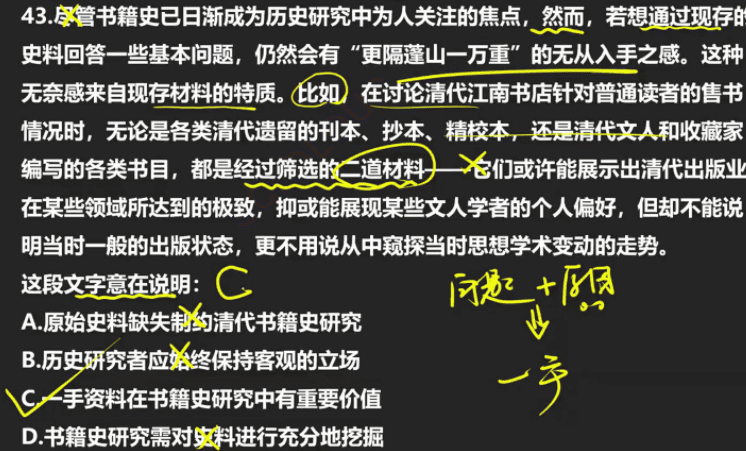 43.尽管书籍史已日渐成为历史研究中为人关注的焦点，然而，若想通过现存的
史料回答一些基本问题，仍然会有“更隔蓬山一万重”的无从入手之感。这种
无奈感来自现存材料的特质。比如，在讨论清代江南书店针对普通读者的售书
情况时，无论是各类清代遗留的刊本、抄本、精校本，还是清代文人和收藏家
编写的各类书目，都是经过筛选的二道材料——它们或许能展示出清代出版业
在某些领域所达到的极致，抑或能展现某些文人学者的个人偏好，但却不能说
明当时一般的出版状态，更不用说从中窥探当时思想学术变动的走势。
这段文字意在说明： C
问题+原因
A.原始史料缺失制约清代书籍史研究
B.历史研究者应始终保持客观的立场
一手
C.一手资料在书籍史研究中有重要价值
D.书籍史研究需对史料进行充分地挖掘